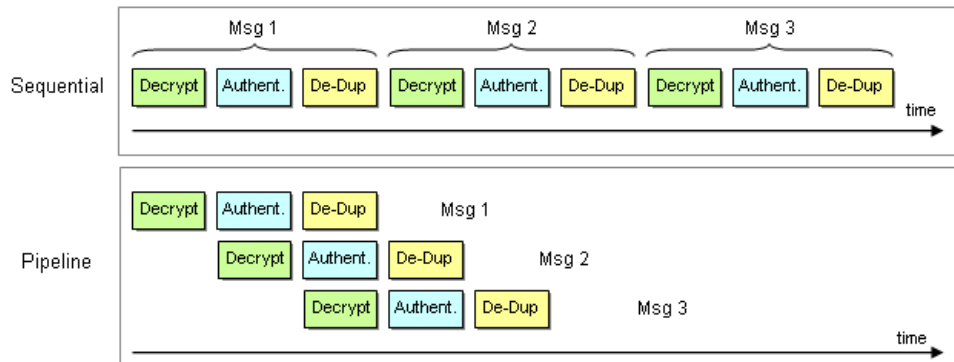 Msg 1 Msg 2 Msg 3
Sequential Decrypt Authent. De-Dup Decrypt Authent. De-Dup Decrypt Authent. De-Dup
time
Decrypt Authent. De-Dup Msg 1
Pipeline Decrypt Authent. De-Dup Msg 2
Decrypt Authent. De-Dup Msg 3
time